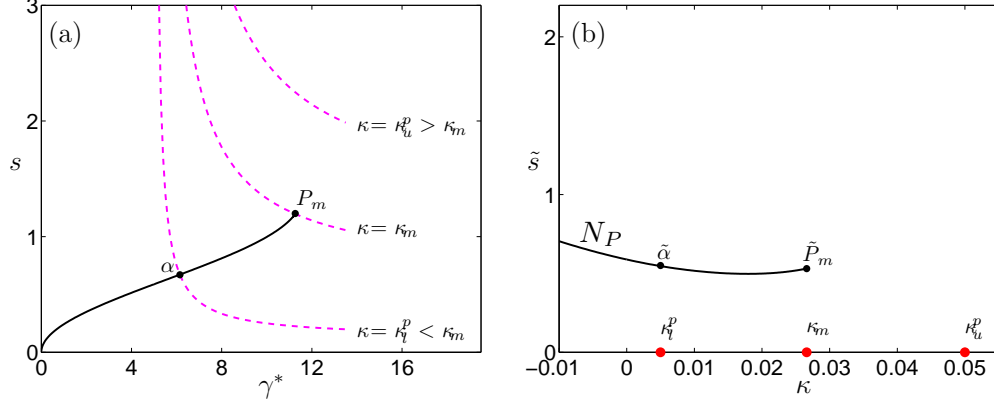 (a)
3
2
1
0
s
0
4
8
12
16
γ*
α
P_m
κ = κ_u^p > κ_m
κ = κ_m
κ = κ_l^p < κ_m
(b)
2
1
0
s̃
−0.01
0
0.01
0.02
0.03
0.04
0.05
κ
N_P
α̃
P̃_m
κ_l^p
κ_m
κ_u^p